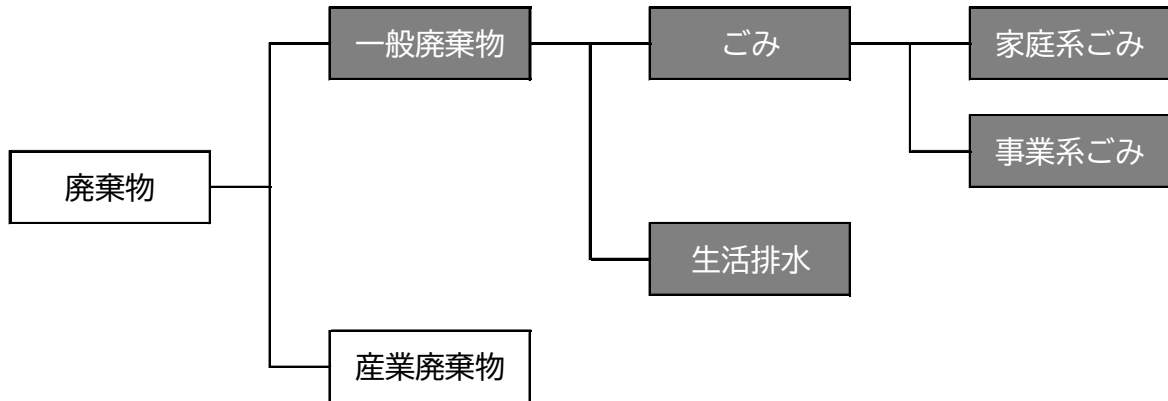 一般廃棄物
ごみ
家庭系ごみ
事業系ごみ
廃棄物
生活排水
産業廃棄物